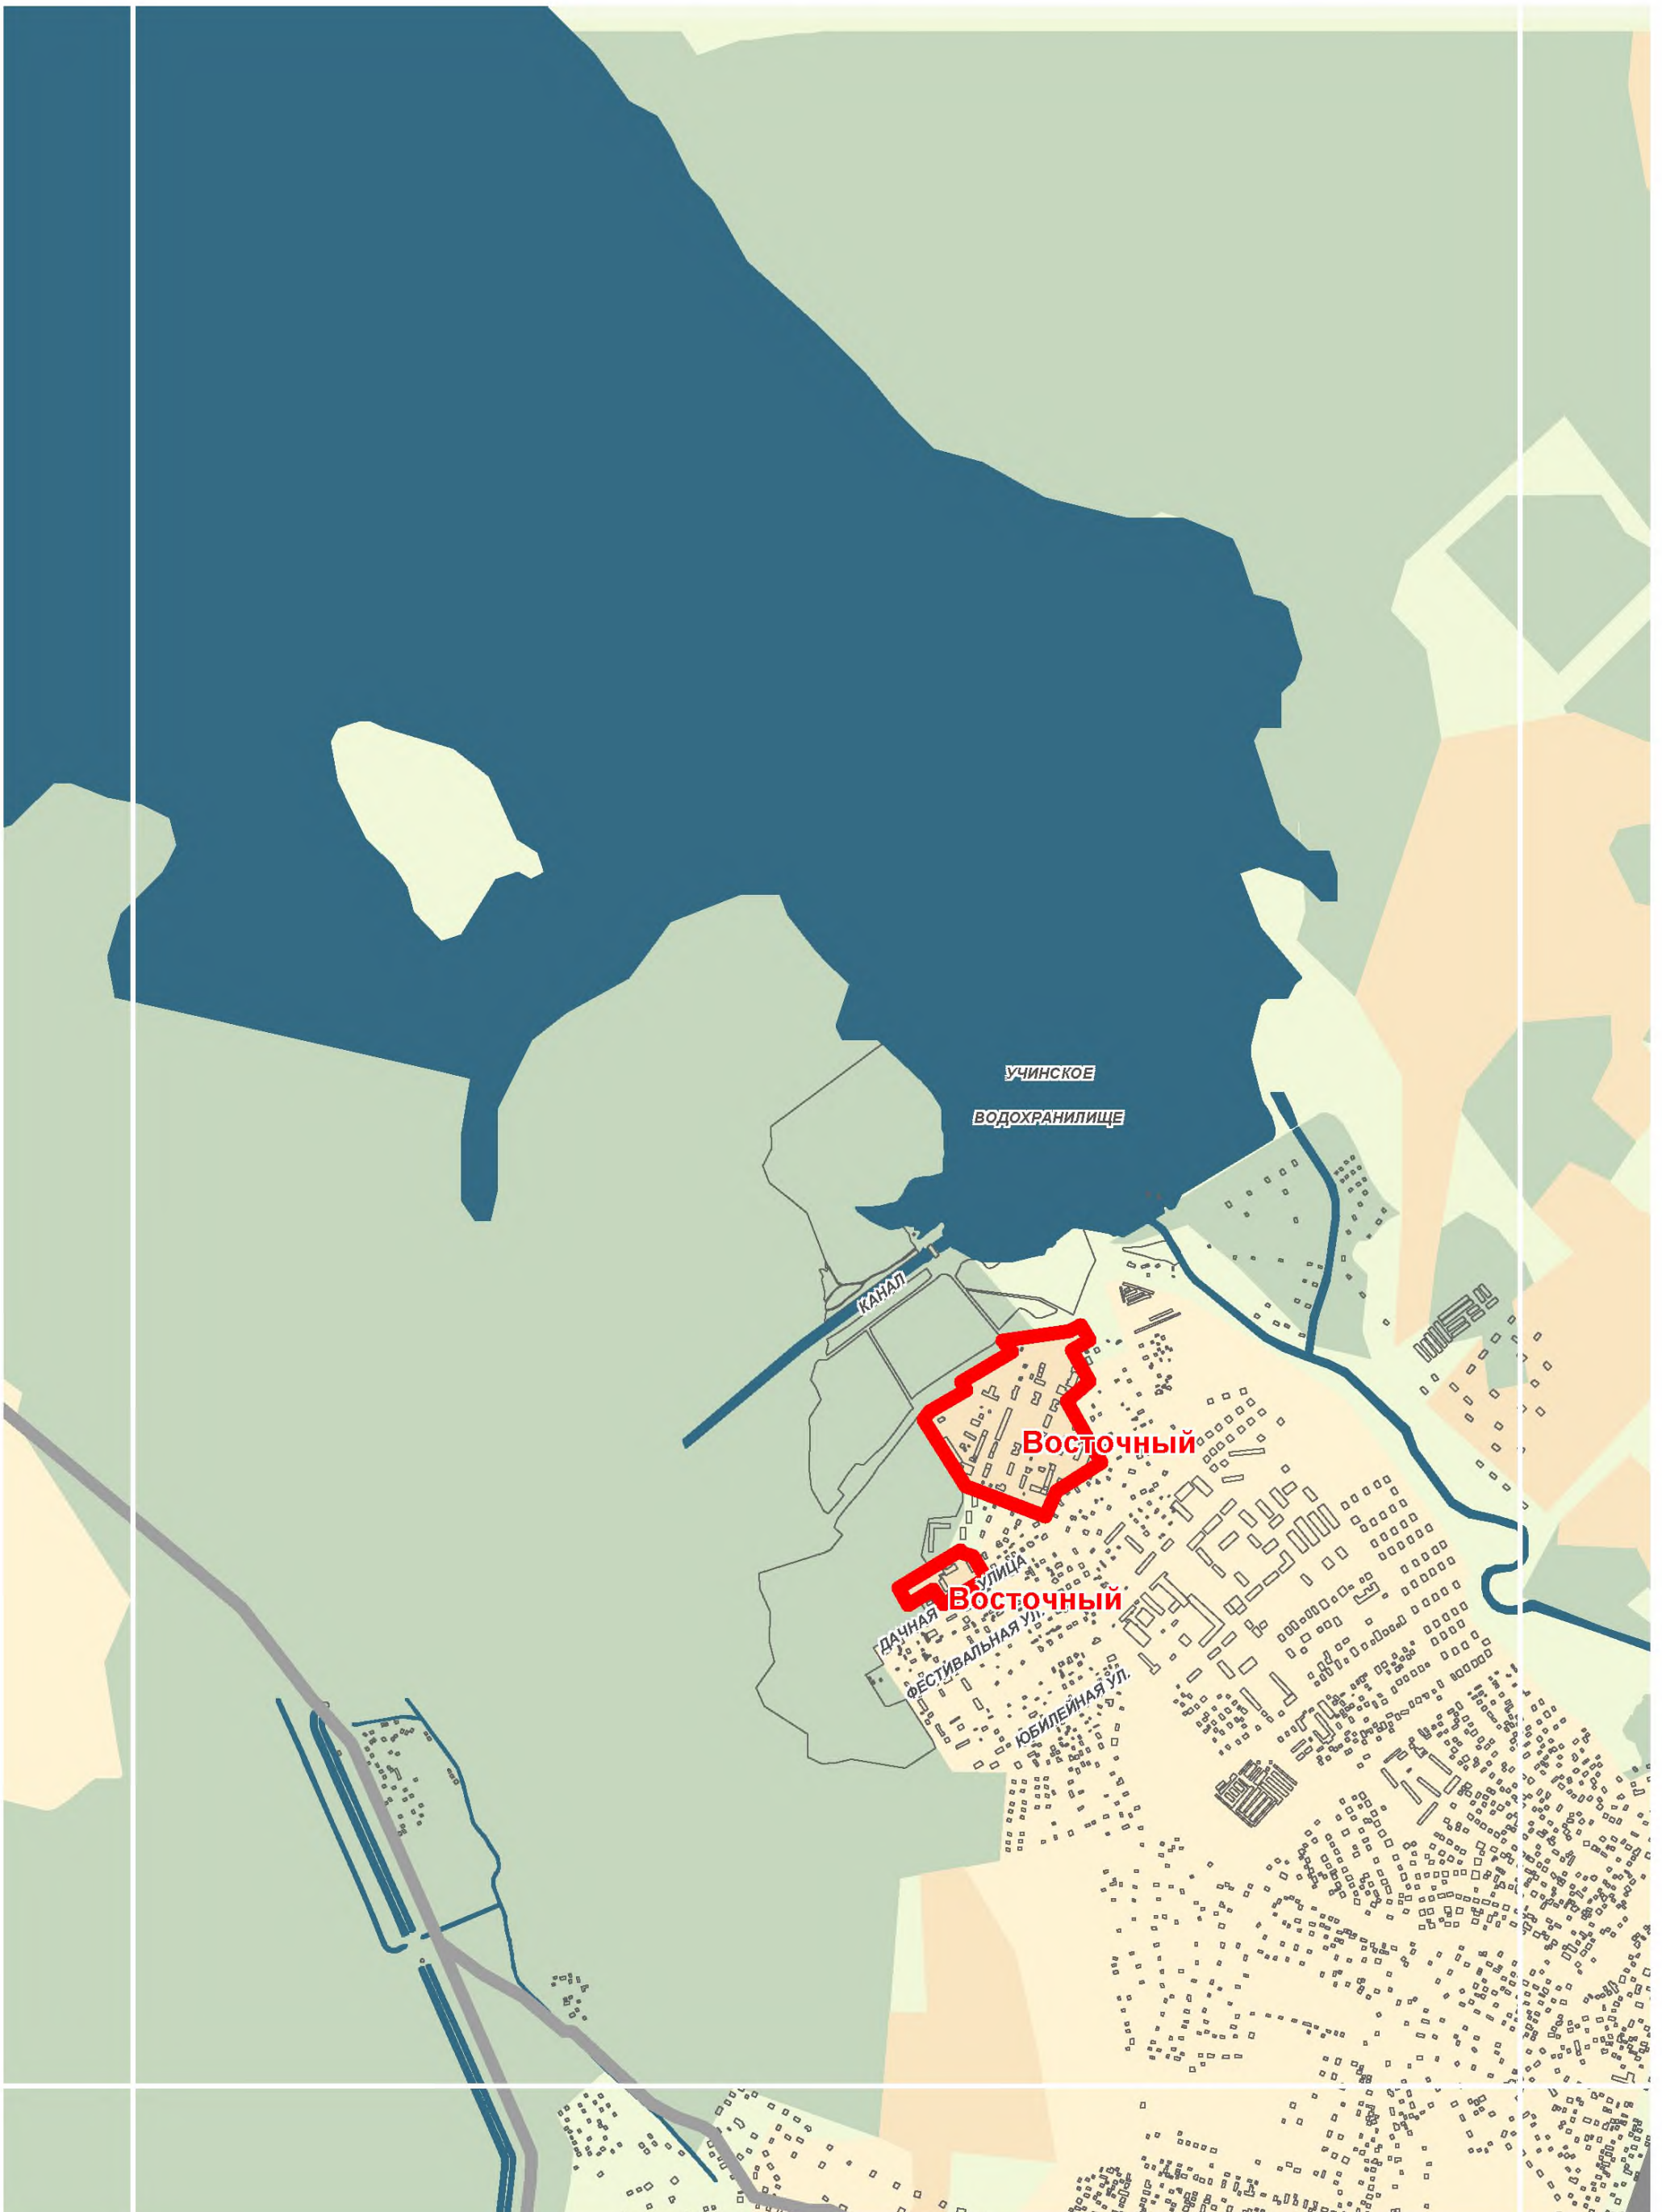 УЧИНСКОЕ
ВОДОХРАНИЛИЩЕ
КАНАЛ
Восточный
УЛИЦА
Восточный
ДАЧНАЯ
ФЕСТИВАЛЬНАЯ УЛ.
ЮБИЛЕЙНАЯ УЛ.